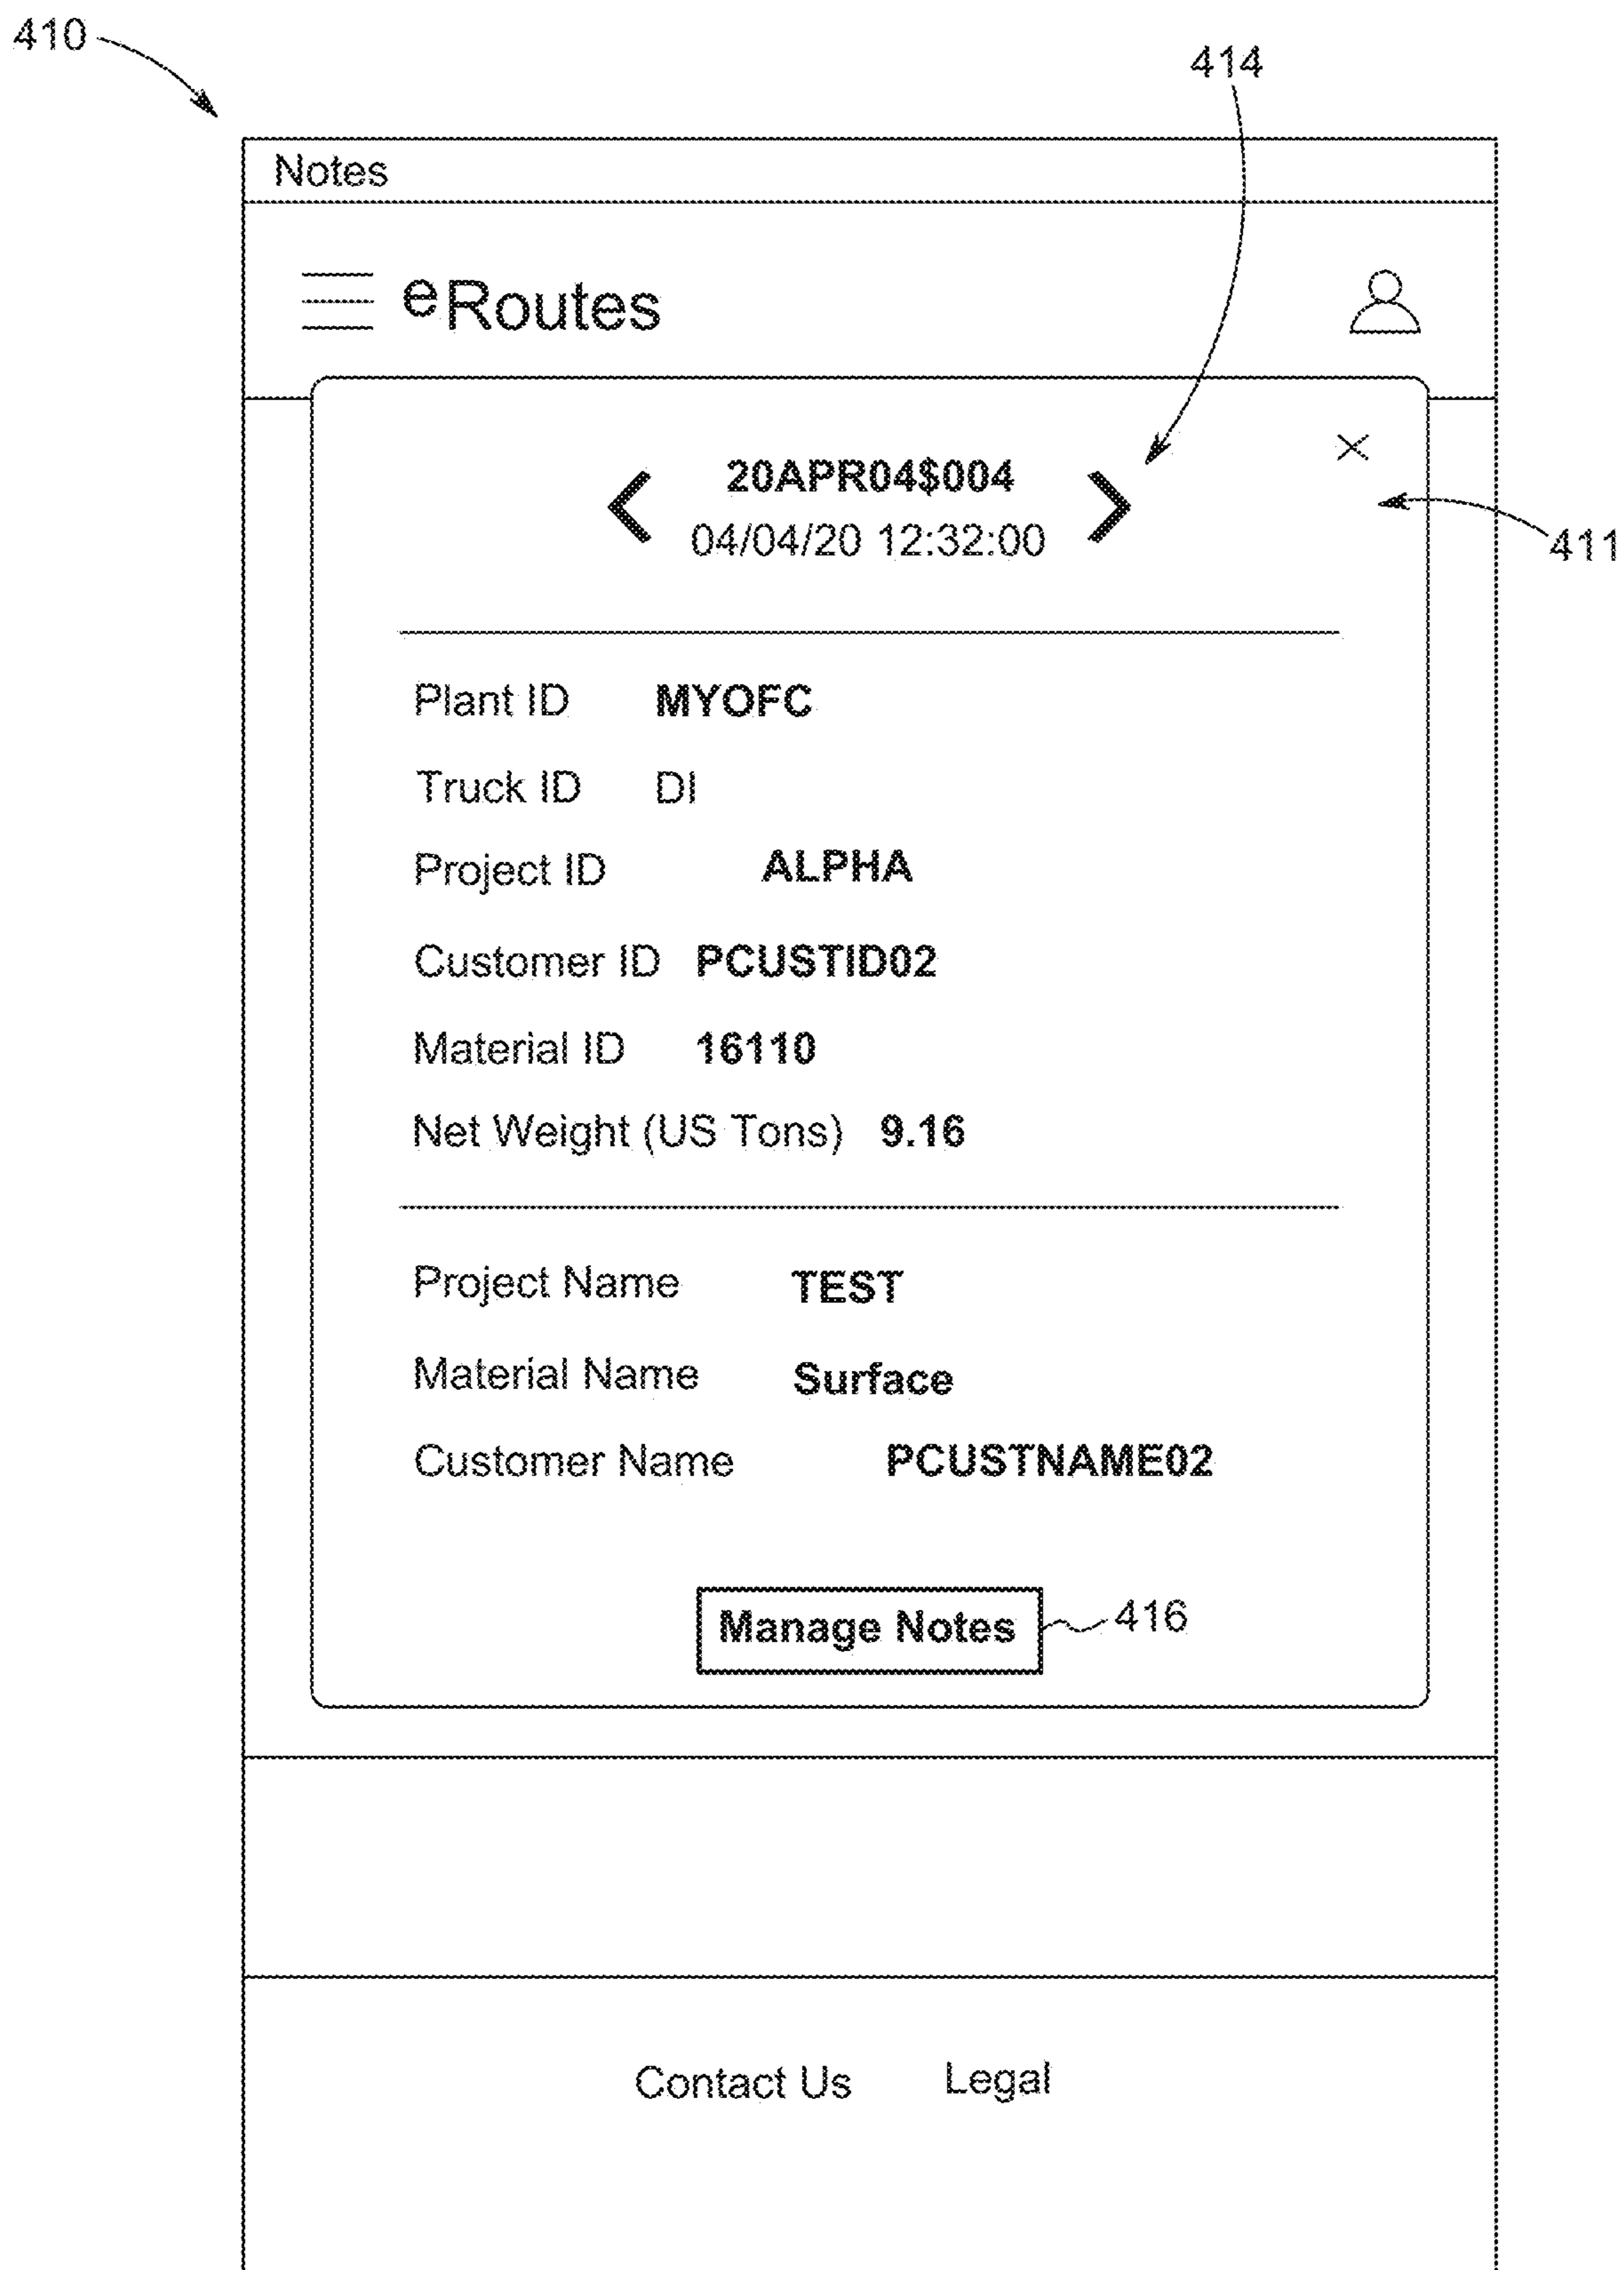 410
414
Notes
eRoutes
20APR04$004
04/04/20 12:32:00
411
Plant ID MYOFC
Truck ID DI
Project ID ALPHA
Customer ID PCUSTID02
Material ID 16110
Net Weight (US Tons) 9.16
Project Name TEST
Material Name Surface
Customer Name PCUSTNAME02
Manage Notes 416
Contact Us Legal